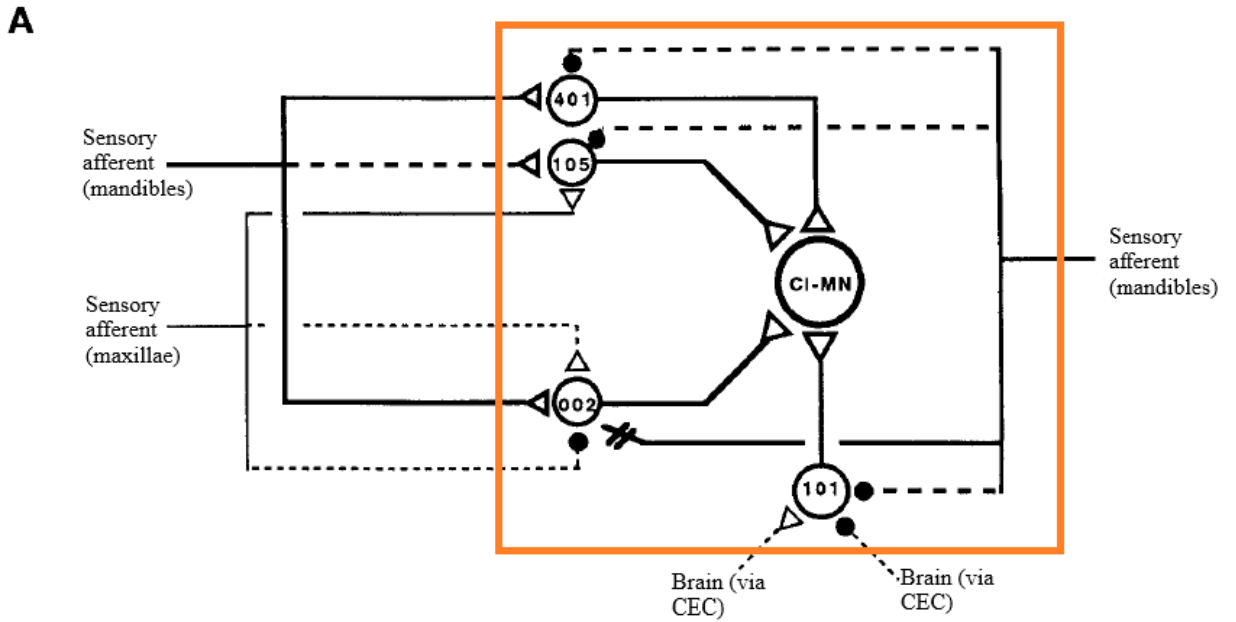 A
401
Sensory
afferent
(mandibles)
105
Sensory
afferent
(mandibles)
CI-MN
Sensory
afferent
(maxillae)
002
101
Brain (via
CEC)
Brain (via
CEC)